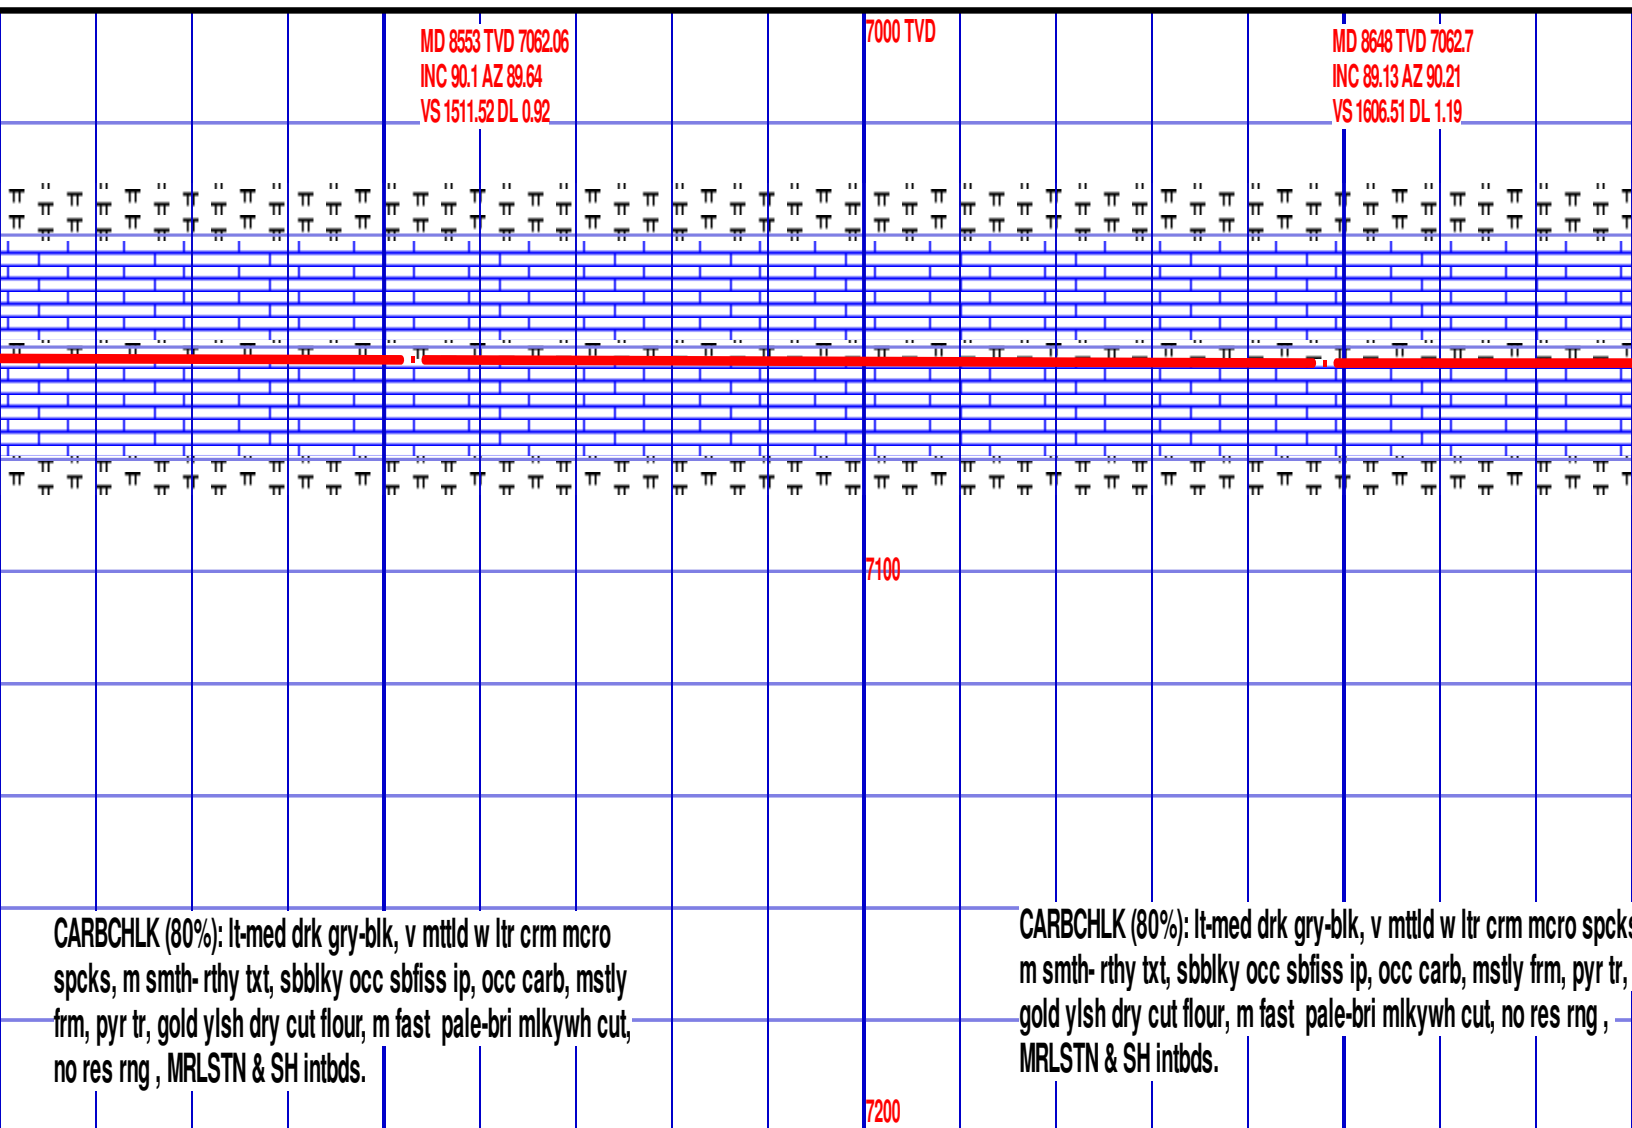 MD 8553 TVD 7062.06
INC 90.1 AZ 89.64
VS 1511.52 DL 0.92
7000 TVD
MD 8648 TVD 7062.7
INC 89.13 AZ 90.21
VS 1606.51 DL 1.19
7100
CARBCHLK (80%): lt-med drk gry-blk, v mttld w ltr crm mcro
spcks, m smth- rthy txt, sbblky occ sbfiss ip, occ carb, mstly
frm, pyr tr, gold ylsh dry cut flour, m fast pale-bri mlkywh cut,
no res rng , MRLSTN & SH intbds.
CARBCHLK (80%): lt-med drk gry-blk, v mttld w ltr crm mcro spcks
m smth- rthy txt, sbblky occ sbfiss ip, occ carb, mstly frm, pyr tr,
gold ylsh dry cut flour, m fast pale-bri mlkywh cut, no res rng ,
MRLSTN & SH intbds.
7200